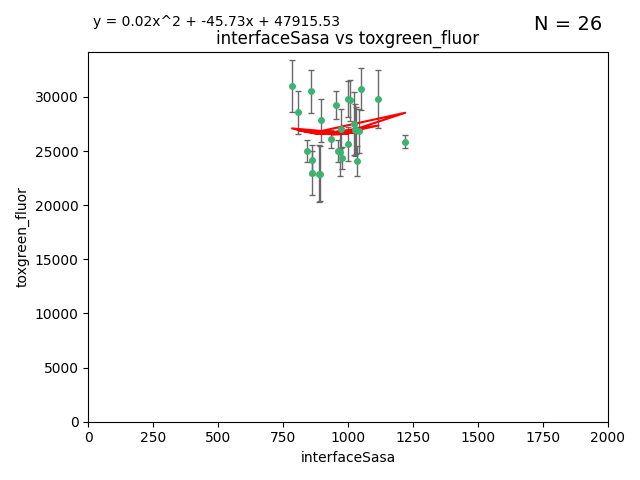 y = 0.02x^2 + -45.73x + 47915.53
N = 26
interfaceSasa vs toxgreen_fluor
30000
25000
20000
15000
10000
5000
0
toxgreen_fluor
0 250 500 750 1000 1250 1500 1750 2000
interfaceSasa